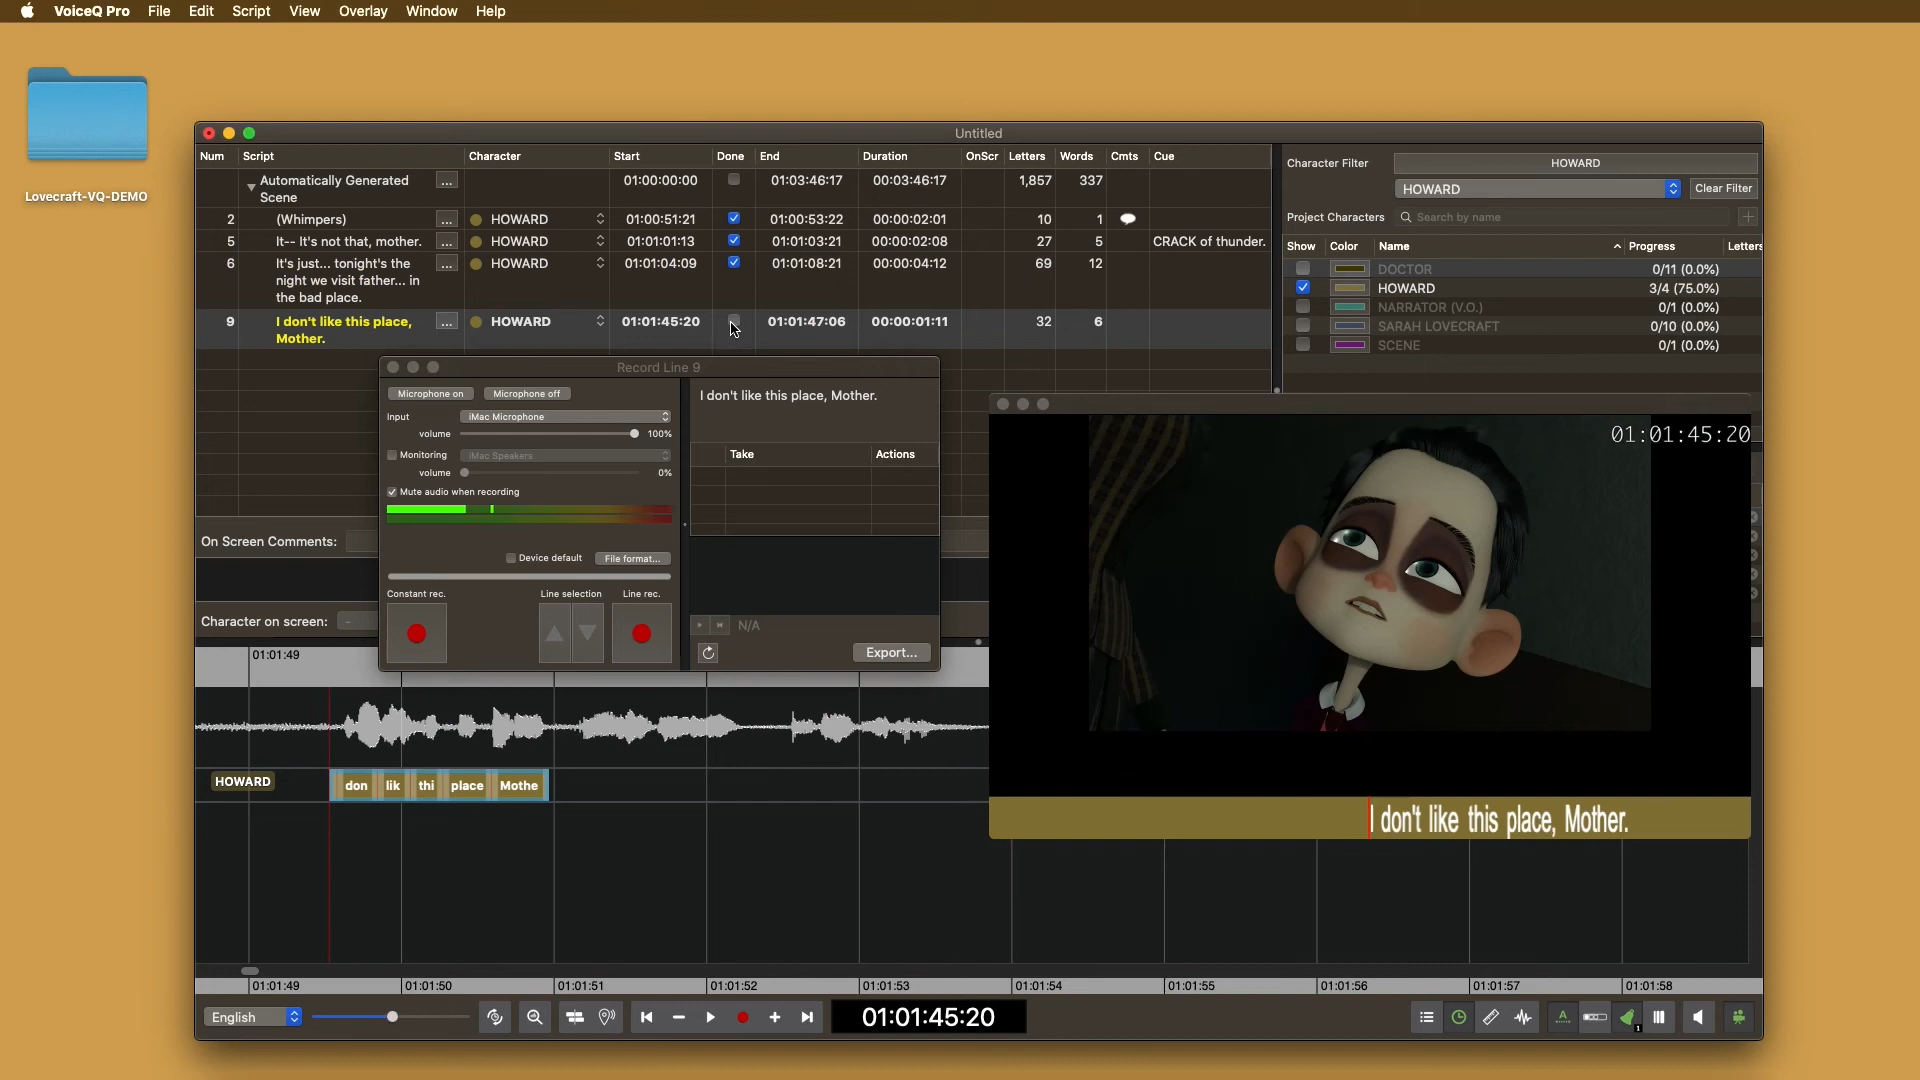 VoiceQ Pro File Edit Script View Overlay Window Help
Lovecraft-VQ-DEMO
Untitled
Num Script Character Start Done End Duration OnScr Letters Words Cmts Cue
Automatically Generated
Scene
... 01:00:00:00 01:03:46:17 00:03:46:17 1,857 337
2 (Whimpers) ... HOWARD 01:00:51:21 01:00:53:22 00:00:02:01 10 1
5 It-- It's not that, mother. ... HOWARD 01:01:01:13 01:01:03:21 00:00:02:08 27 5 CRACK of thunder.
6 It's just... tonight's the ... HOWARD 01:01:04:09 01:01:08:21 00:00:04:12 69 12
night we visit father... in
the bad place.
9 I don't like this place, ... HOWARD 01:01:45:20 01:01:47:06 00:00:01:11 32 6
Mother.
Character Filter HOWARD
HOWARD Clear Filter
Project Characters Search by name
Show Color Name Progress Letters
DOCTOR 0/11 (0.0%)
HOWARD 3/4 (75.0%)
NARRATOR (V.O.) 0/1 (0.0%)
SARAH LOVECRAFT 0/10 (0.0%)
SCENE 0/1 (0.0%)
Record Line 9
Microphone on Microphone off
Input iMac Microphone
volume 100%
Monitoring iMac Speakers
volume 0%
Mute audio when recording
Device default File format...
Constant rec. Line selection Line rec.
I don't like this place, Mother.
Take Actions
N/A
Export...
On Screen Comments:
Character on screen: -
01:01:45:20
I don't like this place, Mother.
01:01:49
HOWARD
don lik thi place Mothe
01:01:49 01:01:50 01:01:51 01:01:52 01:01:53 01:01:54 01:01:55 01:01:56 01:01:57 01:01:58
English 01:01:45:20 A 1